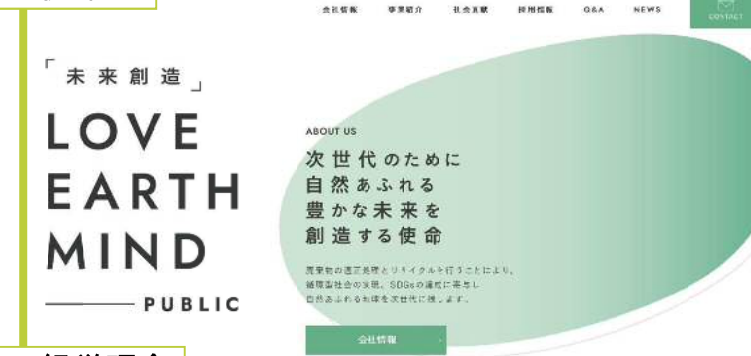 会社情報 事業紹介 社会貢献 採用情報 Q&A NEWS
CONTACT
「未来創造」
LOVE
EARTH
MIND
PUBLIC
ABOUT US
次世代のために
自然あふれる
豊かな未来を
創造する使命
廃棄物の適正処理とリサイクルを行うことにより、
循環型社会の実現、SDGsの達成に寄与し
自然あふれる地球を次世代に残します。
会社情報